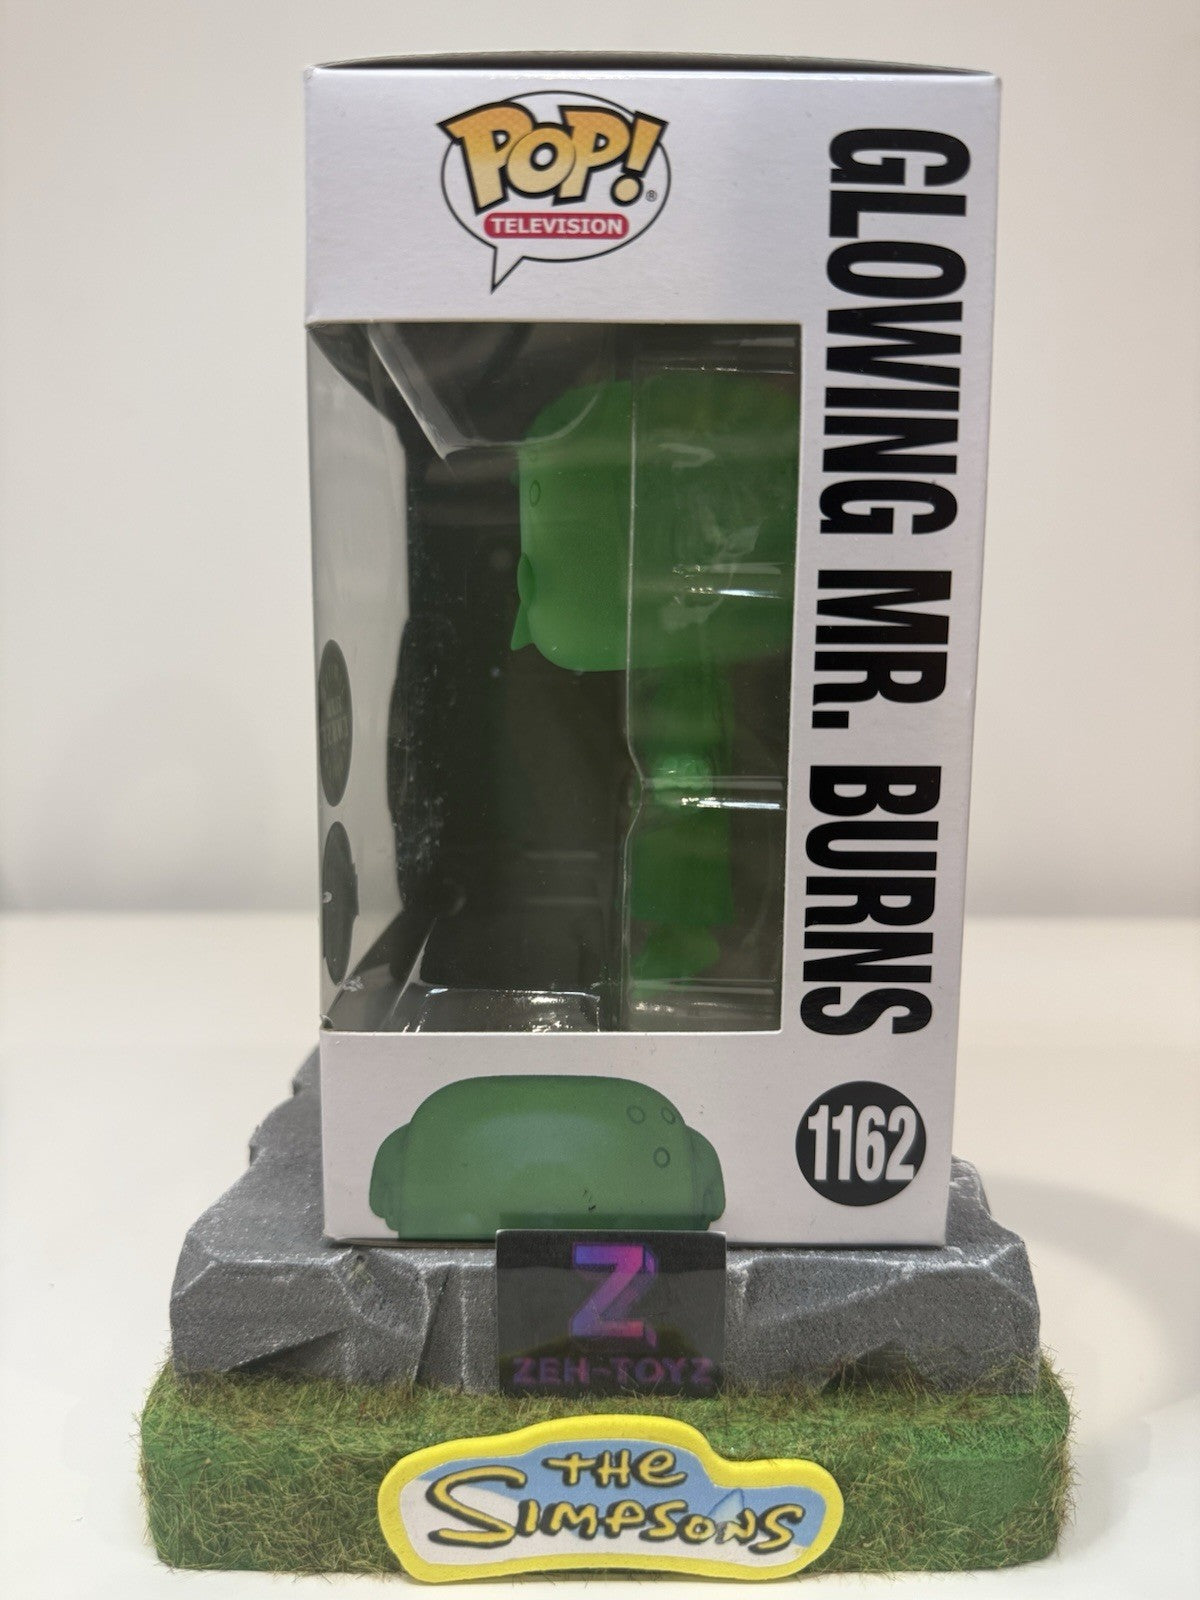 POP!®
TELEVISION
GLOWING MR. BURNS
1162
Z
ZEH-TOYZ
THE
SIMPSONS